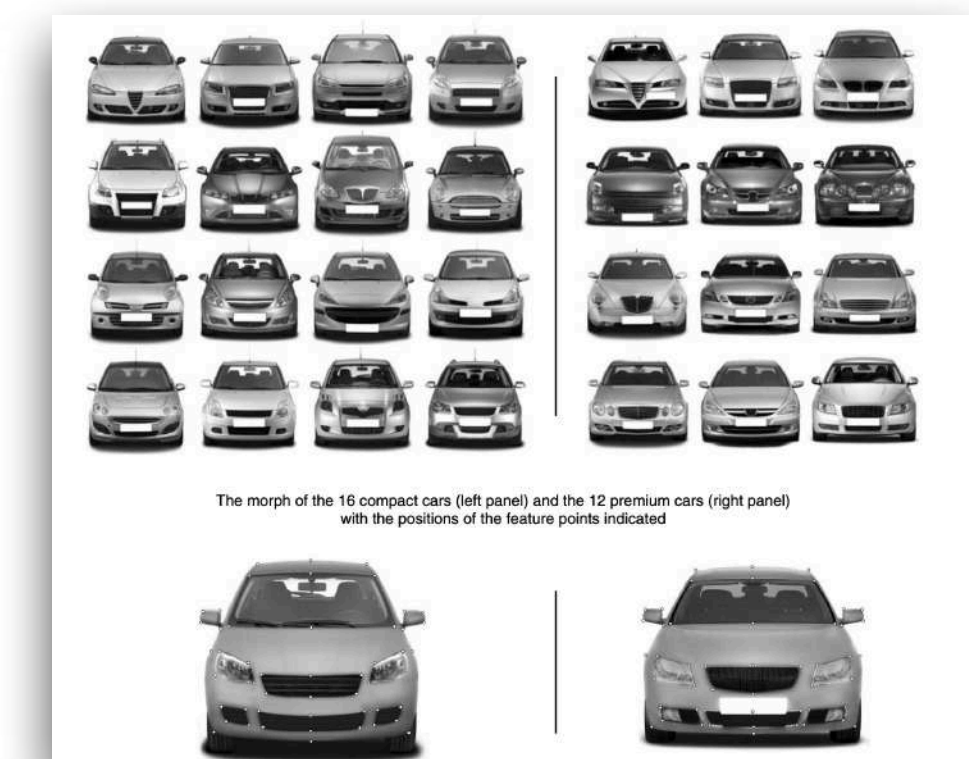 The morph of the 16 compact cars (left panel) and the 12 premium cars (right panel)
with the positions of the feature points indicated